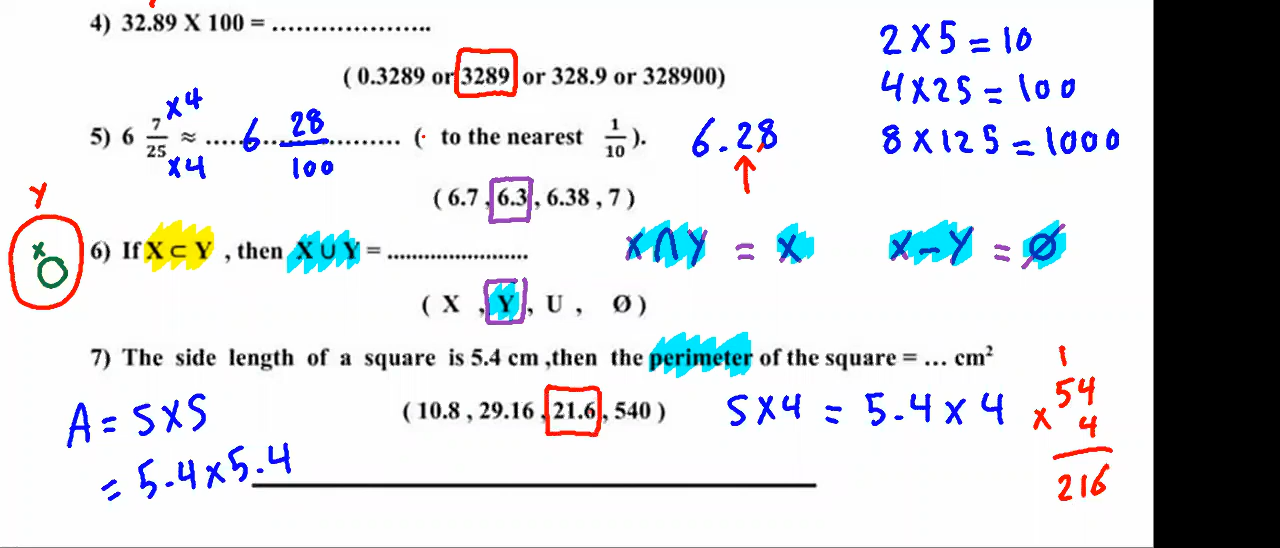 4) 32.89 X 100 = ....................
( 0.3289 or 3289 or 328.9 or 328900)
2 X 5 = 10
4 X 25 = 100
8 X 125 = 1000
5) 6 7/25 ≈ .....6....28/100.......... ( to the nearest 1/10 ).
x4
x4
6.28
( 6.7 , 6.3 , 6.38 , 7 )
Y
x
6) If X ⊂ Y , then X ∪ Y = .......................
x ∩ y = x
x - y = Ø
( X , Y , U , Ø )
7) The side length of a square is 5.4 cm ,then the perimeter of the square = ... cm²
( 10.8 , 29.16 , 21.6 , 540 )
A = S X S
= 5.4 x 5.4
S X 4 = 5.4 x 4
1
54
x 4
216